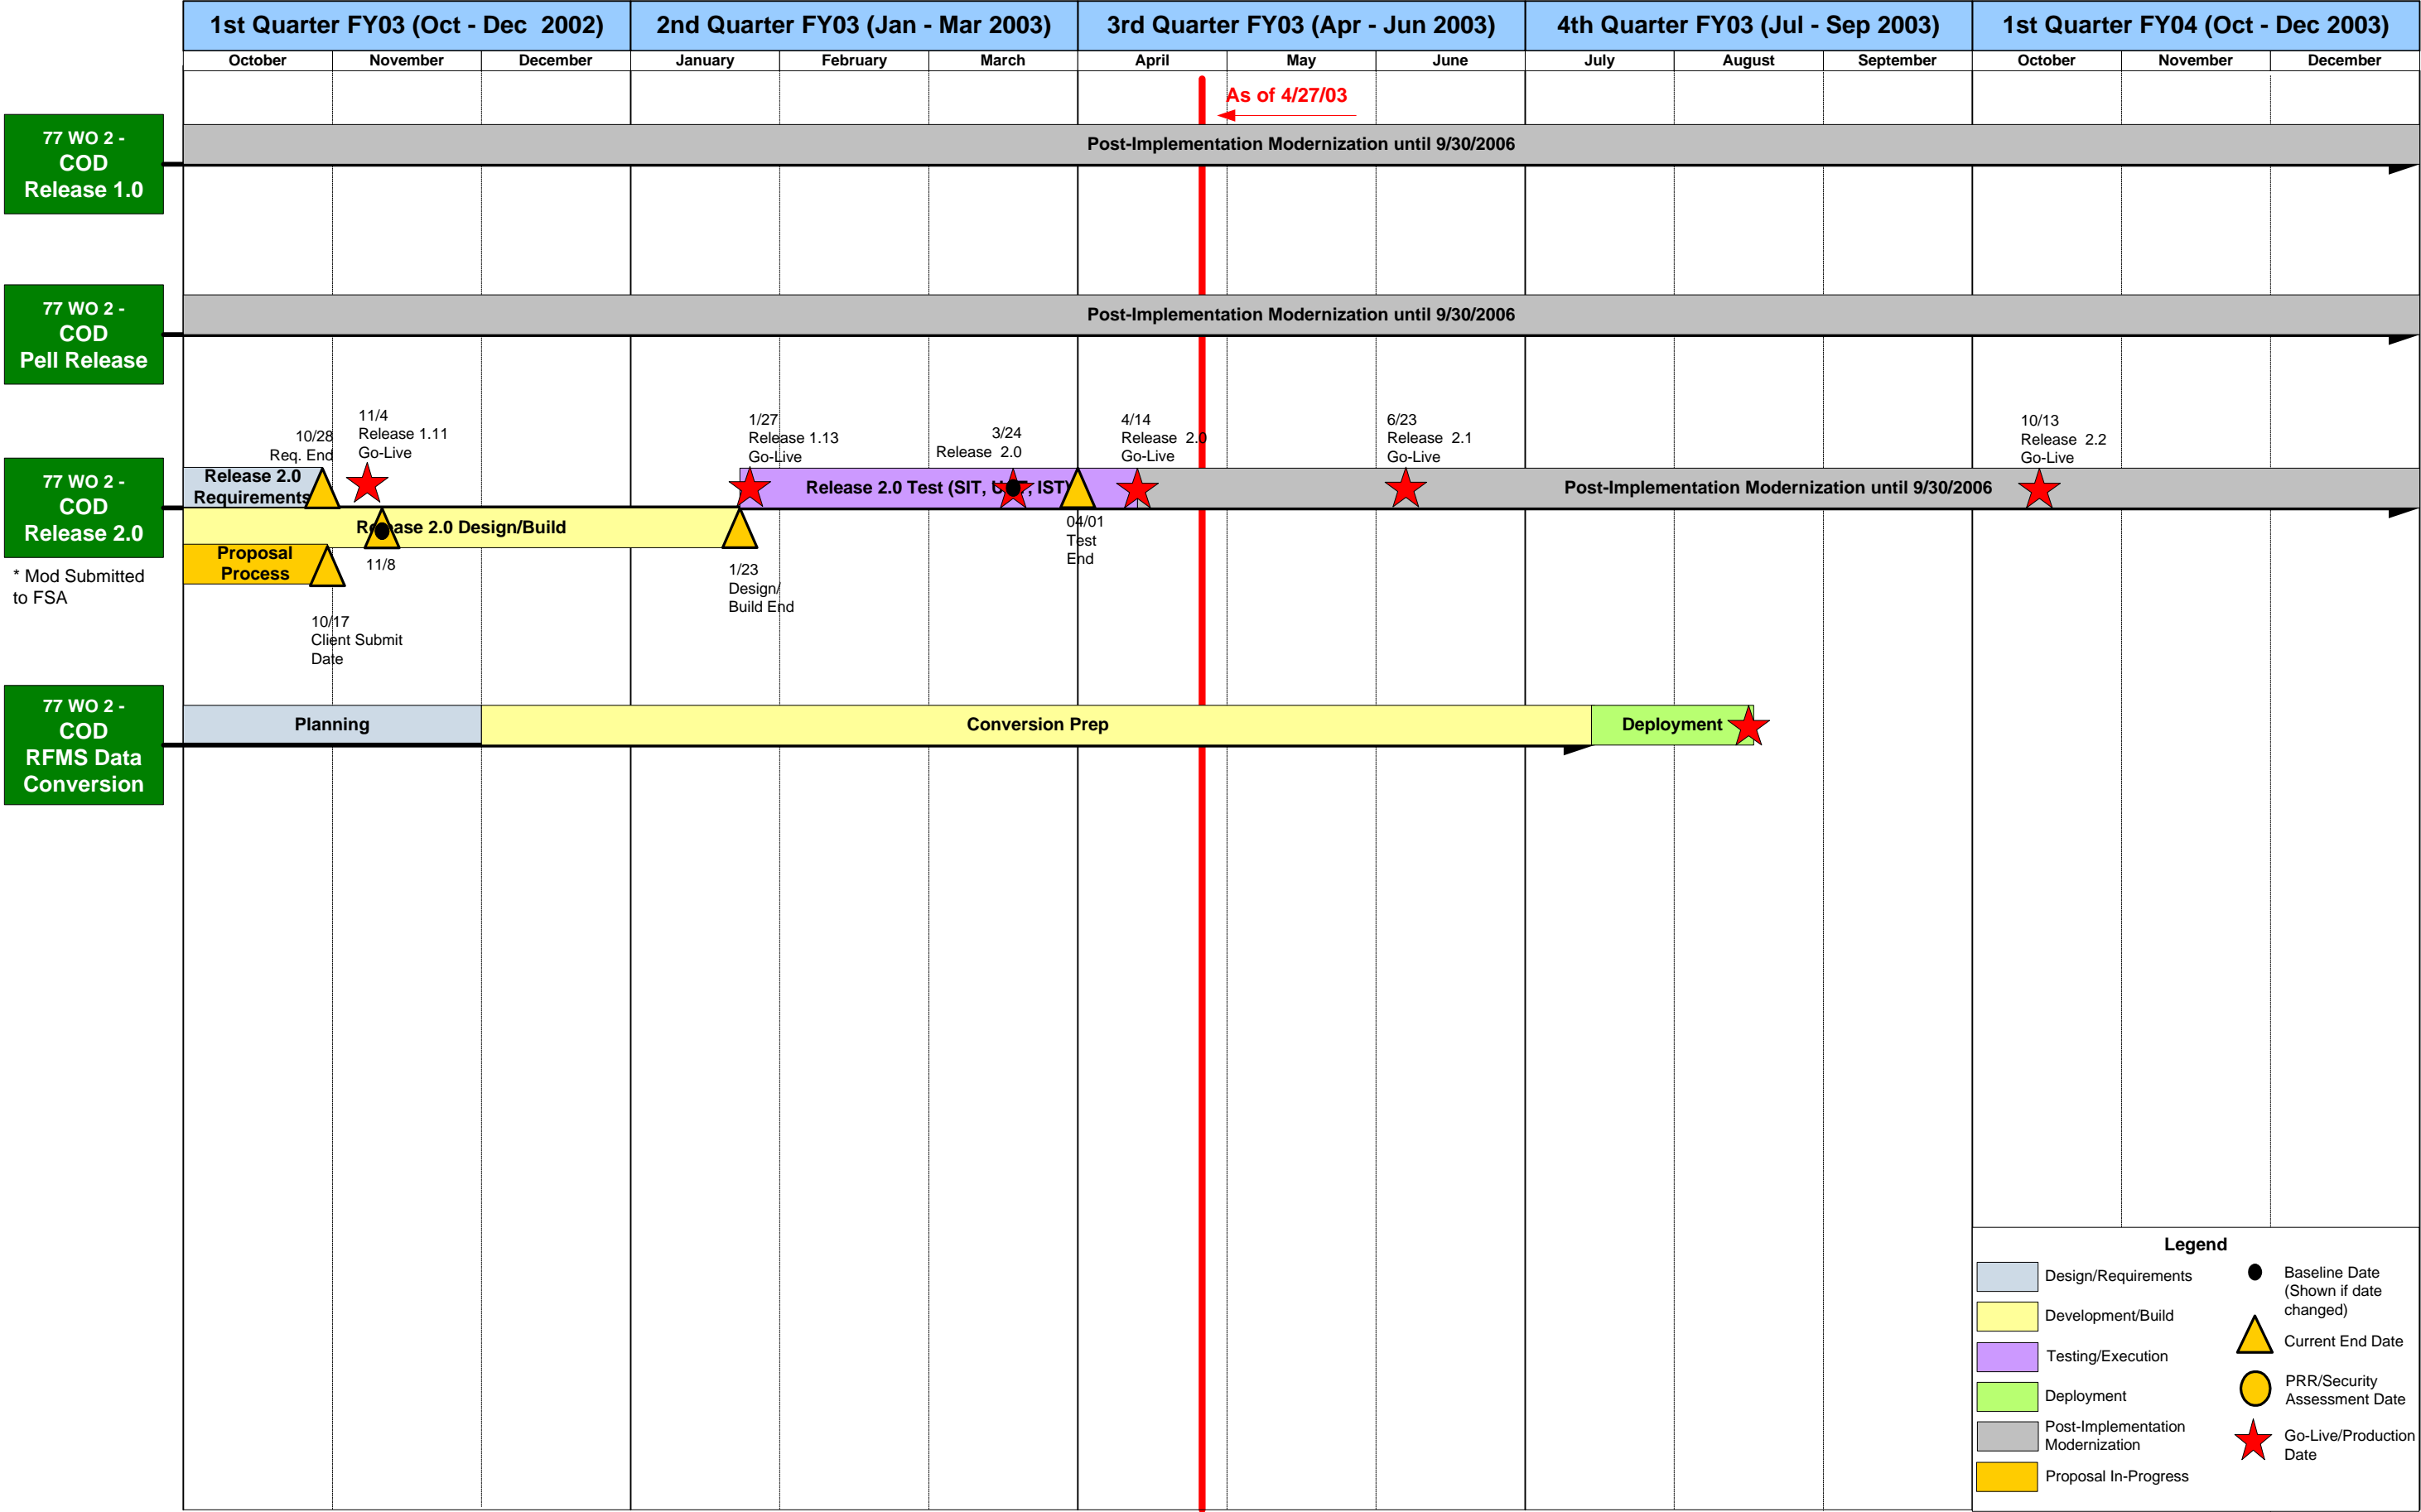 1st Quarter FY03 (Oct - Dec  2002)
2nd Quarter FY03 (Jan - Mar 2003)
3rd Quarter FY03 (Apr - Jun 2003)
4th Quarter FY03 (Jul - Sep 2003)
1st Quarter FY04 (Oct - Dec 2003)
October
November
December
January
February
March
April
May
June
July
August
September
October
November
December
As of 4/27/03
77 WO 2 -
COD
Release 1.0
Post-Implementation Modernization until 9/30/2006
77 WO 2 -
COD
Pell Release
Post-Implementation Modernization until 9/30/2006
10/28
Req. End
11/4
Release 1.11
Go-Live
1/27
Release 1.13
Go-Live
3/24
Release  2.0
4/14
Release  2.0
Go-Live
6/23
Release  2.1
Go-Live
10/13
Release  2.2
Go-Live
77 WO 2 -
COD
Release 2.0
* Mod Submitted
to FSA
Release 2.0
Requirements
Release 2.0 Test (SIT, UAT, IST)
Post-Implementation Modernization until 9/30/2006
Release 2.0 Design/Build
Proposal
Process
11/8
10/17
Client Submit
Date
1/23
Design/
Build End
04/01
Test
End
77 WO 2 -
COD
RFMS Data
Conversion
Planning
Conversion Prep
Deployment
Legend
Design/Requirements
Development/Build
Testing/Execution
Deployment
Post-Implementation
Modernization
Proposal In-Progress
Baseline Date
(Shown if date
changed)
Current End Date
PRR/Security
Assessment Date
Go-Live/Production
Date